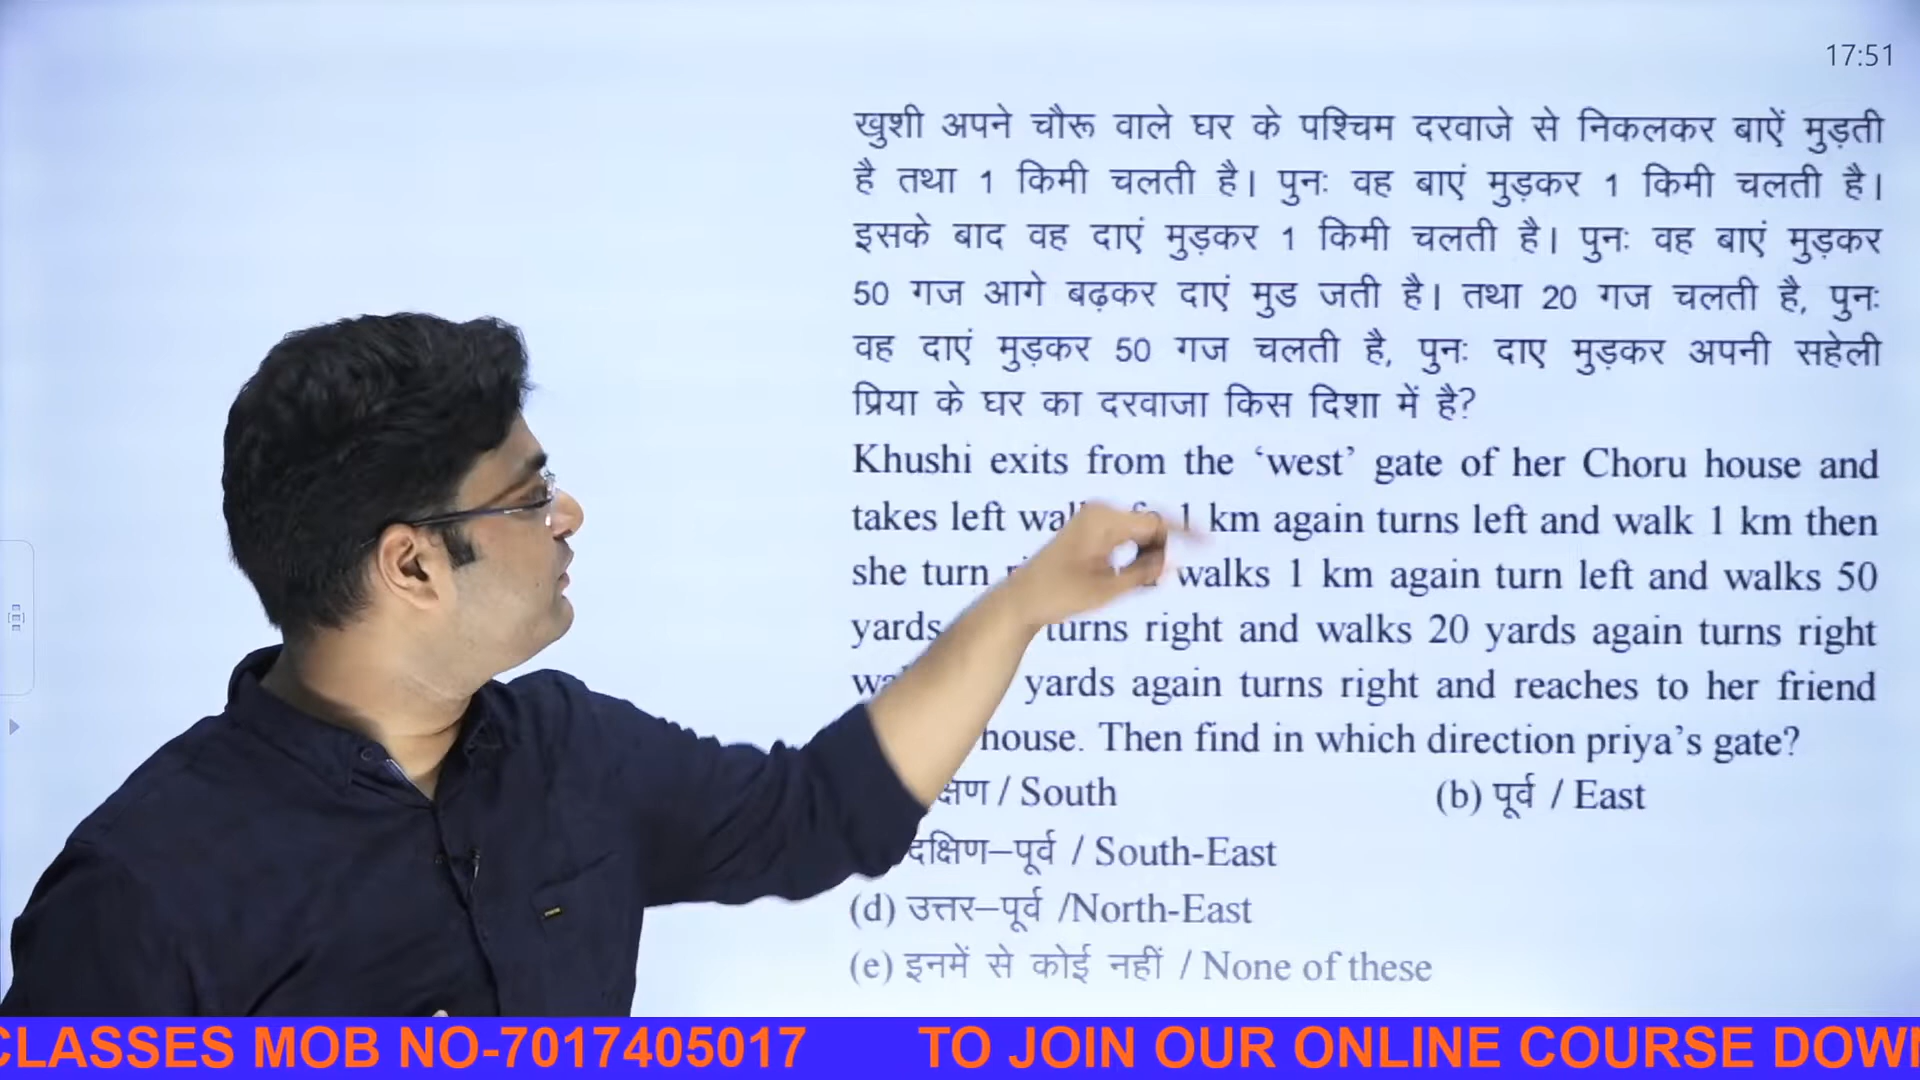 17:51
खुशी अपने चौरू वाले घर के पश्चिम दरवाजे से निकलकर बाऐं मुड़ती
है तथा 1 किमी चलती है। पुनः वह बाएं मुड़कर 1 किमी चलती है।
इसके बाद वह दाएं मुड़कर 1 किमी चलती है। पुनः वह बाएं मुड़कर
50 गज आगे बढ़कर दाएं मुड जती है। तथा 20 गज चलती है, पुनः
वह दाएं मुड़कर 50 गज चलती है, पुनः दाए मुड़कर अपनी सहेली
प्रिया के घर का दरवाजा किस दिशा में है?
Khushi exits from the ‘west’ gate of her Choru house and
takes left 1 km again turns left and walk 1 km then
she turn walks 1 km again turn left and walks 50
yards turns right and walks 20 yards again turns right
yards again turns right and reaches to her friend
house. Then find in which direction priya’s gate?
/ South (b) पूर्व / East
दक्षिण–पूर्व / South-East
(d) उत्तर–पूर्व /North-East
(e) इनमें से कोई नहीं / None of these
CLASSES MOB NO-7017405017 TO JOIN OUR ONLINE COURSE